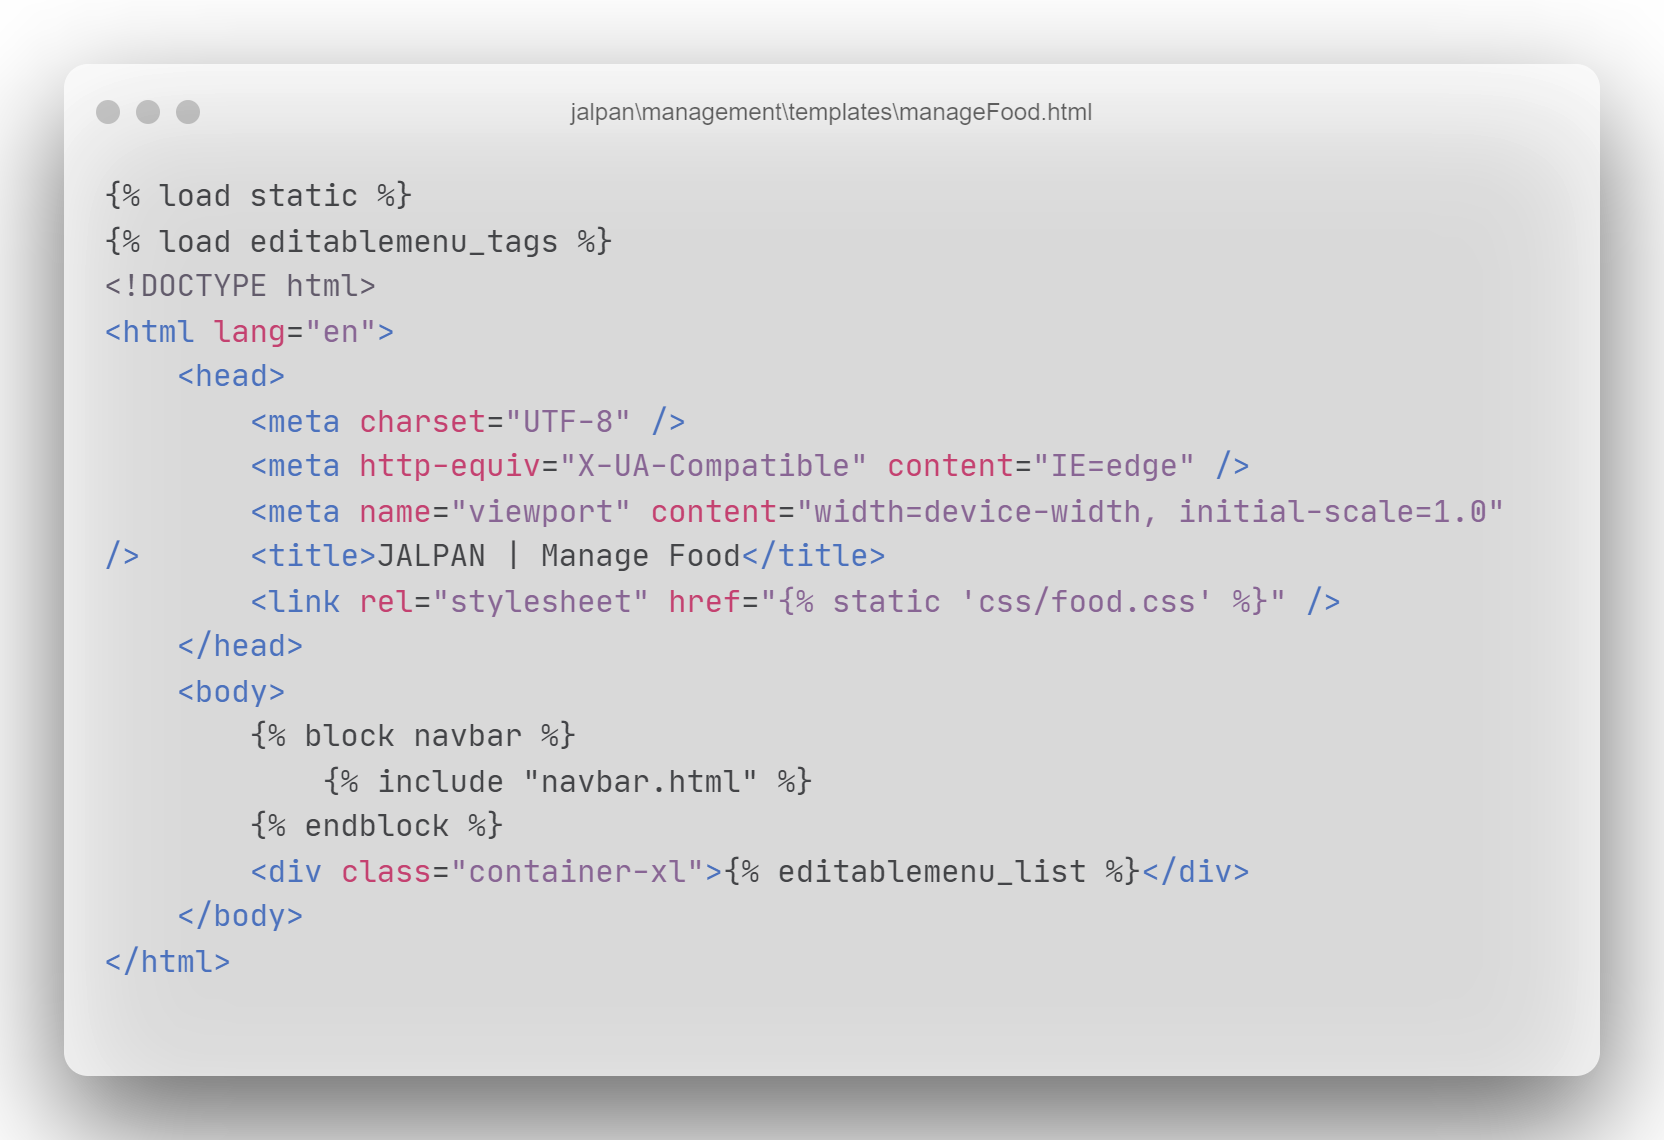 jalpan\management\templates\manageFood.html
{% load static %}
{% load editablemenu_tags %}
<!DOCTYPE html>
<html lang="en">
    <head>
        <meta charset="UTF-8" />
        <meta http-equiv="X-UA-Compatible" content="IE=edge" />
        <meta name="viewport" content="width=device-width, initial-scale=1.0"
/>      <title>JALPAN | Manage Food</title>
        <link rel="stylesheet" href="{% static 'css/food.css' %}" />
    </head>
    <body>
        {% block navbar %}
            {% include "navbar.html" %}
        {% endblock %}
        <div class="container-xl">{% editablemenu_list %}</div>
    </body>
</html>